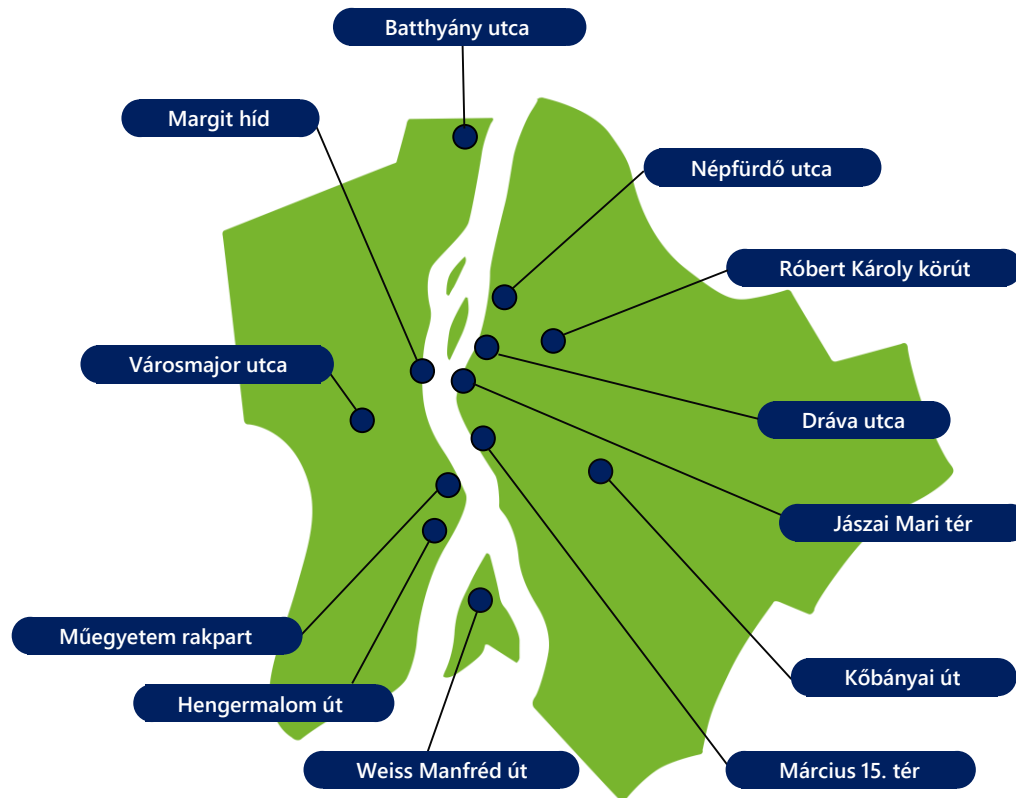 Batthyány utca
Margit híd
Népfürdő utca
Róbert Károly körút
Városmajor utca
Dráva utca
Jászai Mari tér
Műegyetem rakpart
Kőbányai út
Hengermalom út
Weiss Manfréd út
Március 15. tér